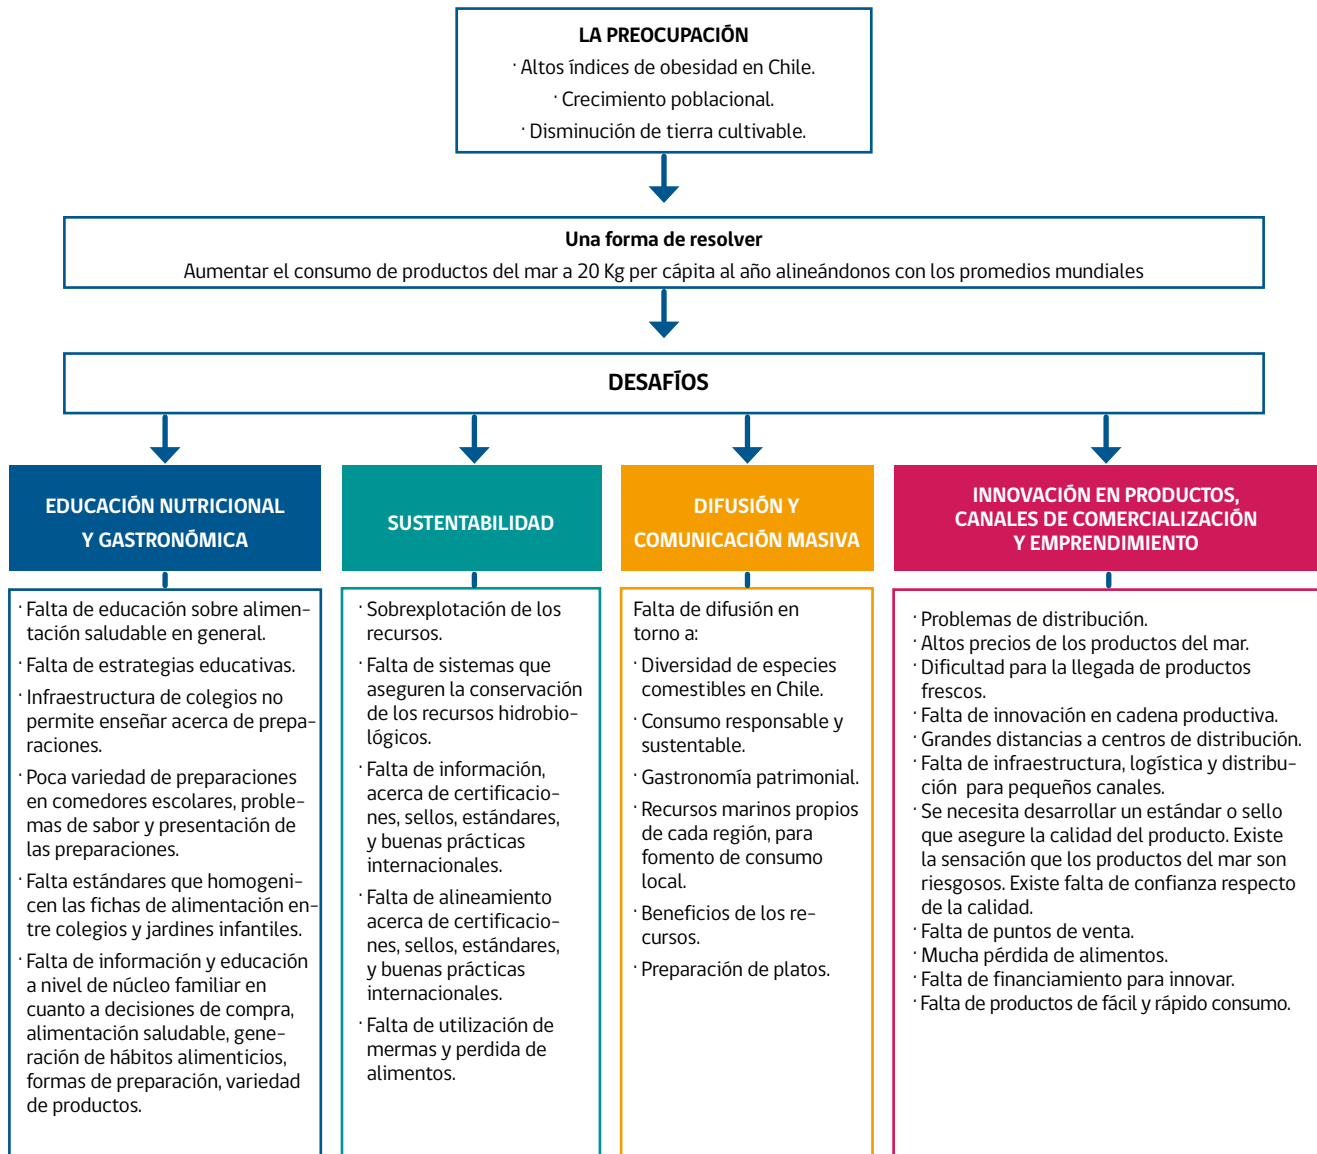 LA PREOCUPACIÓN
· Altos índices de obesidad en Chile.
· Crecimiento poblacional.
· Disminución de tierra cultivable.
Una forma de resolver
Aumentar el consumo de productos del mar a 20 Kg per cápita al año alineándonos con los promedios mundiales
DESAFÍOS
EDUCACIÓN NUTRICIONAL
Y GASTRONÓMICA
· Falta de educación sobre alimen-
tación saludable en general.
· Falta de estrategias educativas.
· Infraestructura de colegios no
permite enseñar acerca de prepa-
raciones.
· Poca variedad de preparaciones
en comedores escolares, proble-
mas de sabor y presentación de
las preparaciones.
· Falta estándares que homogeni-
cen las fichas de alimentación en-
tre colegios y jardines infantiles.
· Falta de información y educación
a nivel de núcleo familiar en
cuanto a decisiones de compra,
alimentación saludable, gene-
ración de hábitos alimenticios,
formas de preparación, variedad
de productos.
SUSTENTABILIDAD
· Sobrexplotación de los
recursos.
· Falta de sistemas que
aseguren la conservación
de los recursos hidrobio-
lógicos.
· Falta de información,
acerca de certificacio-
nes, sellos, estándares,
y buenas prácticas
internacionales.
· Falta de alineamiento
acerca de certificacio-
nes, sellos, estándares,
y buenas prácticas
internacionales.
· Falta de utilización de
mermas y perdida de
alimentos.
DIFUSIÓN Y
COMUNICACIÓN MASIVA
Falta de difusión en
torno a:
· Diversidad de especies
comestibles en Chile.
· Consumo responsable y
sustentable.
· Gastronomía patrimonial.
· Recursos marinos propios
de cada región, para
fomento de consumo
local.
· Beneficios de los re-
cursos.
· Preparación de platos.
INNOVACIÓN EN PRODUCTOS,
CANALES DE COMERCIALIZACIÓN
Y EMPRENDIMIENTO
· Problemas de distribución.
· Altos precios de los productos del mar.
· Dificultad para la llegada de productos
frescos.
· Falta de innovación en cadena productiva.
· Grandes distancias a centros de distribución.
· Falta de infraestructura, logística y distribu-
ción para pequeños canales.
· Se necesita desarrollar un estándar o sello
que asegure la calidad del producto. Existe
la sensación que los productos del mar son
riesgosos. Existe falta de confianza respecto
de la calidad.
· Falta de puntos de venta.
· Mucha pérdida de alimentos.
· Falta de financiamiento para innovar.
· Falta de productos de fácil y rápido consumo.